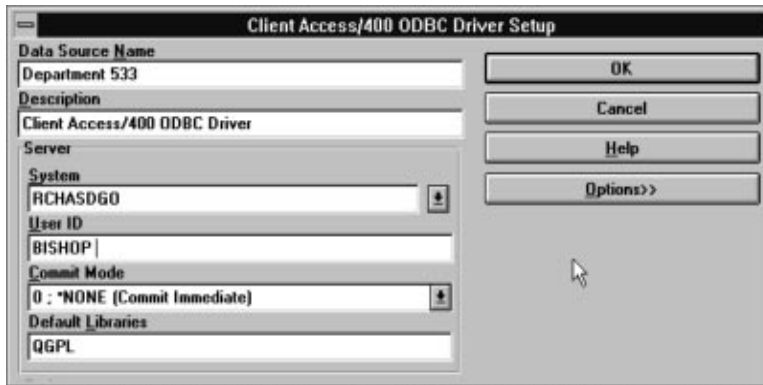 Client Access/400 ODBC Driver Setup
Data Source Name
Department 533
Description
Client Access/400 ODBC Driver
Server
System
RCHASDGO
User ID
BISHOP
Commit Mode
0 ; *NONE (Commit Immediate)
Default Libraries
QGPL
OK
Cancel
Help
Options>>